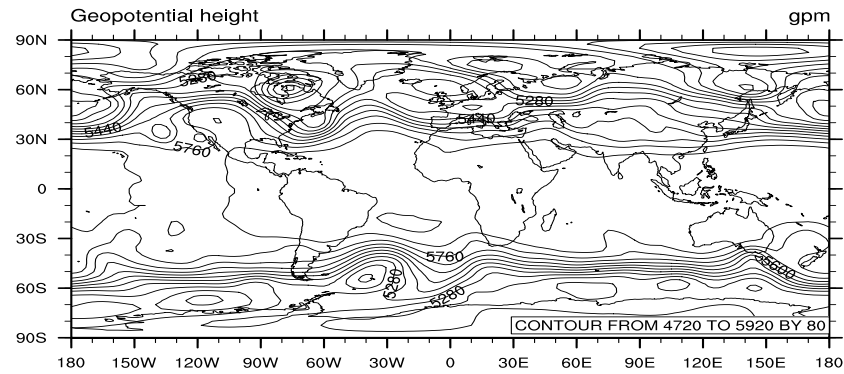 Geopotential height gpm
90N
5280
60N
5280
5440
5440
30N
5760
0
30S
5760
5600
5280
60S
5280
CONTOUR FROM 4720 TO 5920 BY 80
90S
180 150W 120W 90W 60W 30W 0 30E 60E 90E 120E 150E 180